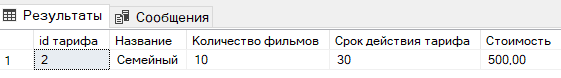 Результаты Сообщения
id тарифа Название Количество фильмов Срок действия тарифа Стоимость
1 2 Семейный 10 30 500,00